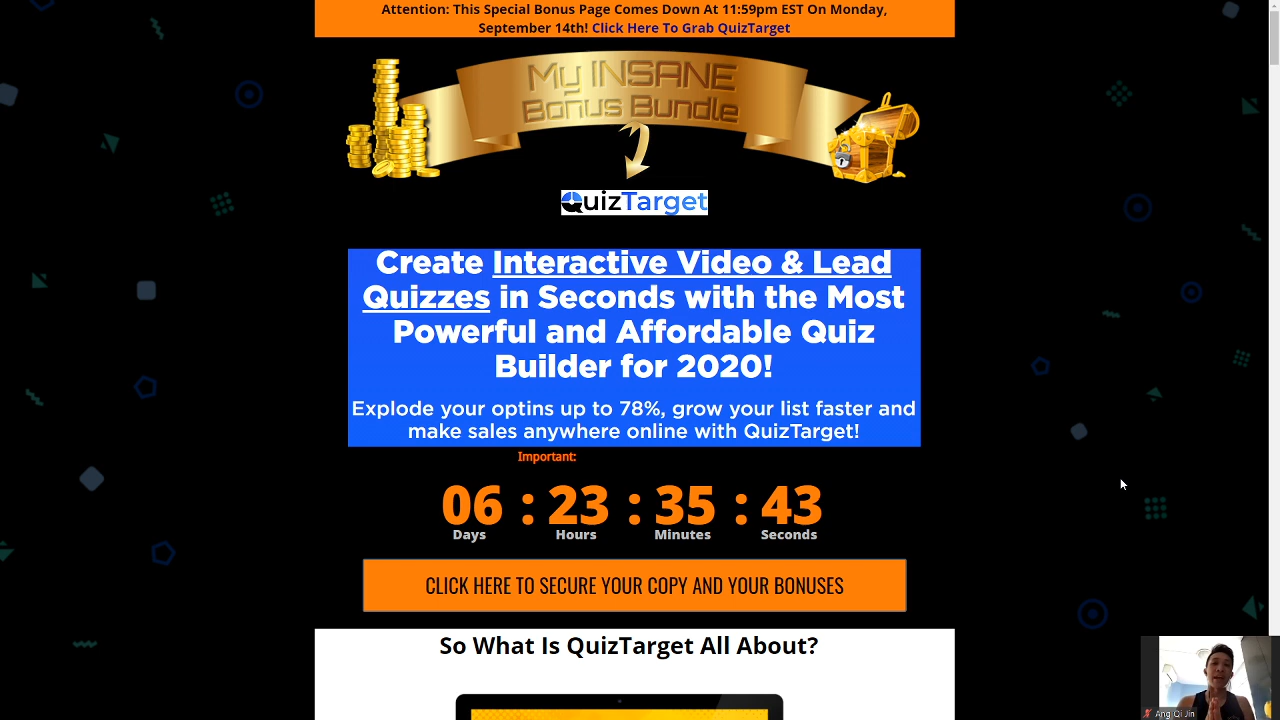 Attention: This Special Bonus Page Comes Down At 11:59pm EST On Monday,
September 14th! Click Here To Grab QuizTarget
My INSANE
Bonus Bundle
QuizTarget
Create Interactive Video & Lead
Quizzes in Seconds with the Most
Powerful and Affordable Quiz
Builder for 2020!
Explode your optins up to 78%, grow your list faster and
make sales anywhere online with QuizTarget!
Important:
06 : 23 : 35 : 43
Days Hours Minutes Seconds
CLICK HERE TO SECURE YOUR COPY AND YOUR BONUSES
So What Is QuizTarget All About?
Ang Qi Jin